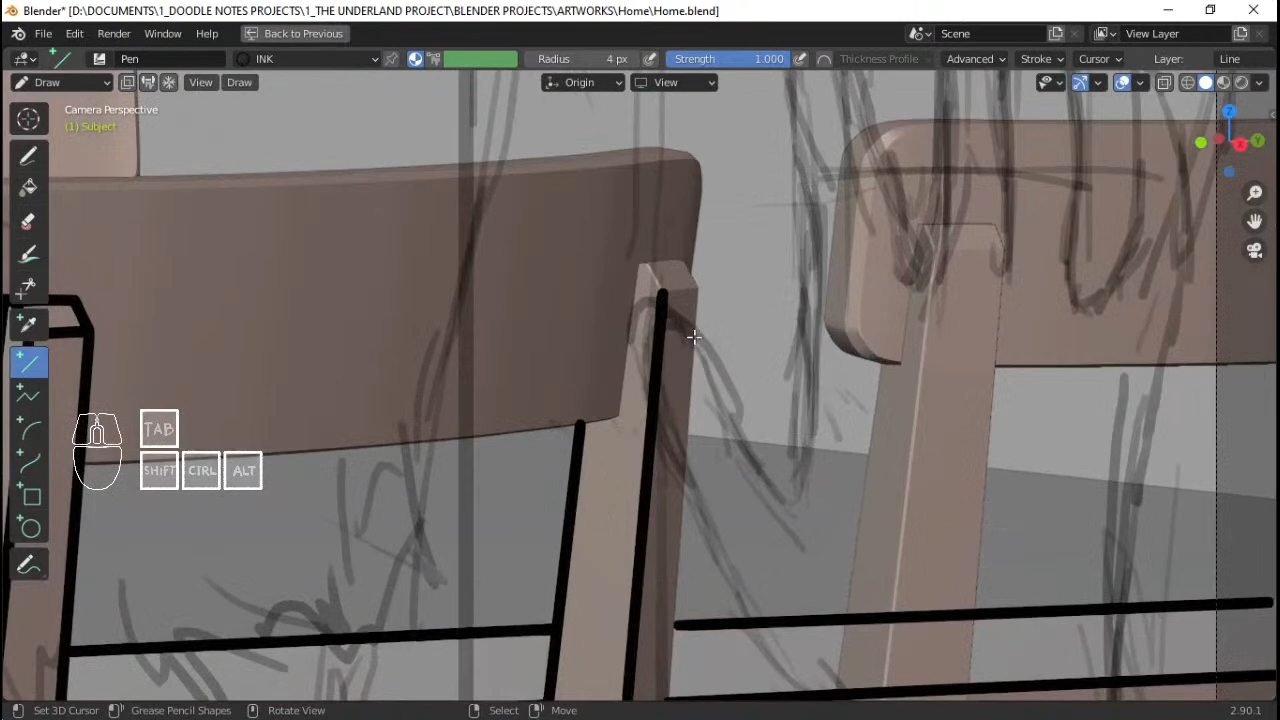 Blender* [D:\DOCUMENTS\1_DOODLE NOTES PROJECTS\1_THE UNDERLAND PROJECT\BLENDER PROJECTS\ARTWORKS\Home\Home.blend]
File Edit Render Window Help Back to Previous Scene View Layer
Pen INK Radius 4 px Strength 1.000 Thickness Profile Advanced Stroke Cursor Layer: Line
Draw View Draw Origin View
Camera Perspective
(1) Subject
Z
X
Y
TAB
SHIFT CTRL ALT
Set 3D Cursor Grease Pencil Shapes Rotate View Select Move 2.90.1